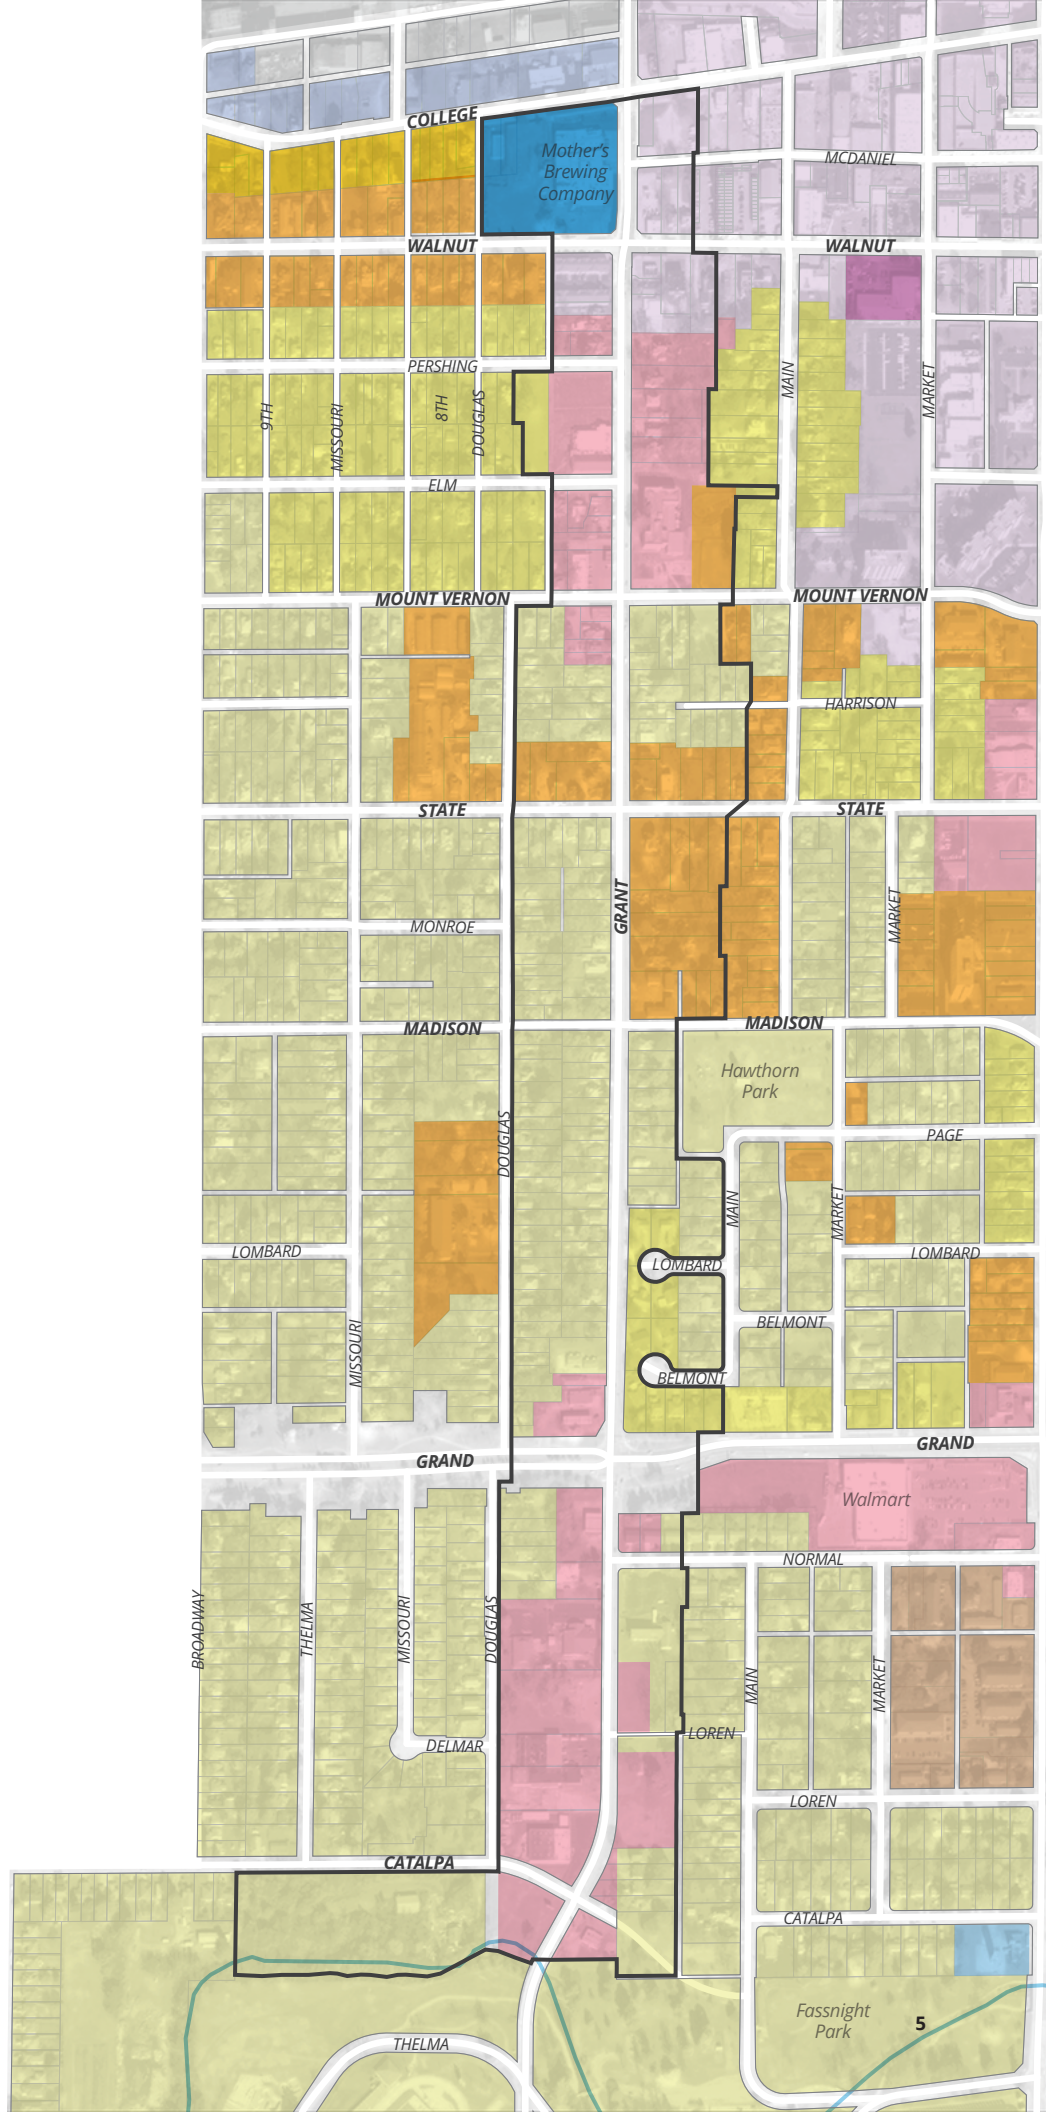 COLLEGE
Mother's
Brewing
Company
MCDANIEL
WALNUT
WALNUT
PERSHING
MAIN
MARKET
9TH
MISSOURI
8TH
DOUGLAS
ELM
MOUNT VERNON
MOUNT VERNON
HARRISON
STATE
STATE
GRANT
MARKET
MONROE
MADISON
MADISON
Hawthorn
Park
DOUGLAS
PAGE
MAIN
MARKET
LOMBARD
LOMBARD
LOMBARD
BELMONT
MISSOURI
BELMONT
GRAND
GRAND
Walmart
NORMAL
BROADWAY
THELMA
MISSOURI
DOUGLAS
MAIN
MARKET
LOREN
DELMAR
LOREN
CATALPA
CATALPA
Fassnight
Park
5
THELMA